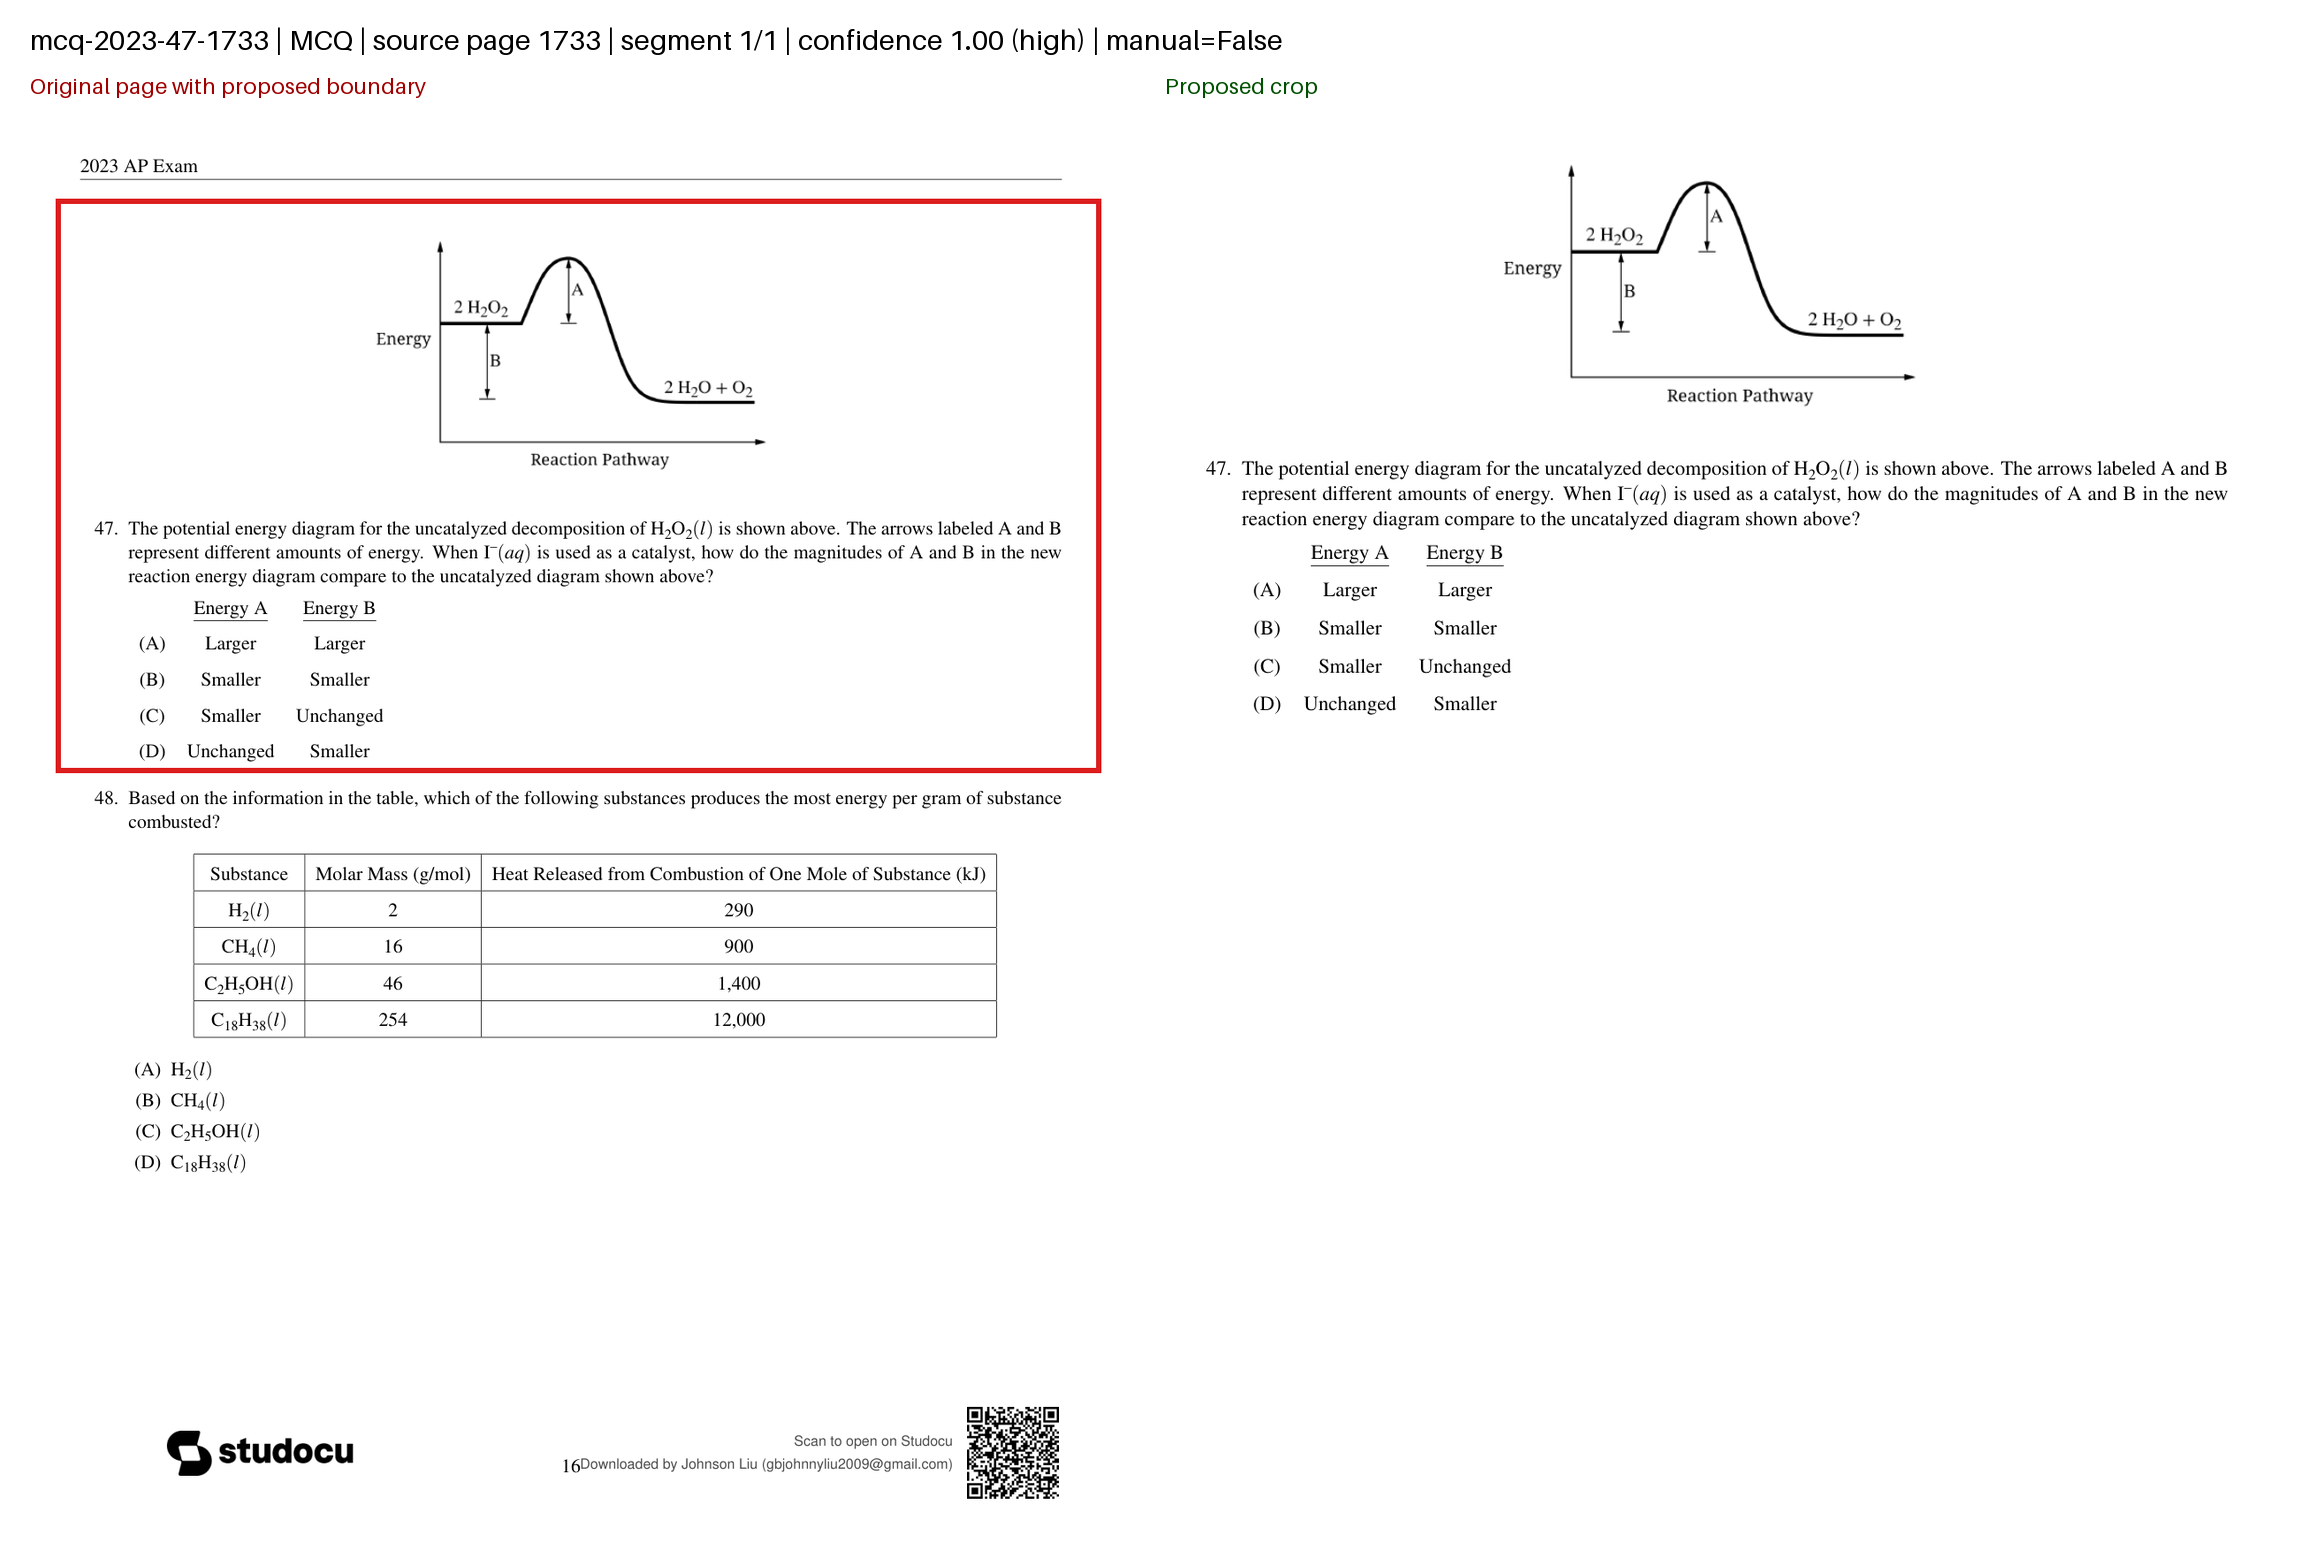 mcq-2023-47-1733 | MCQ | source page 1733 | segment 1/1 | confidence 1.00 (high) | manual=False
Original page with proposed boundary
Proposed crop
2023 AP Exam
A
2 H₂O₂
Energy
B
2 H₂O + O₂
Reaction Pathway
47. The potential energy diagram for the uncatalyzed decomposition of H₂O₂(l) is shown above. The arrows labeled A and B
represent different amounts of energy. When I⁻(aq) is used as a catalyst, how do the magnitudes of A and B in the new
reaction energy diagram compare to the uncatalyzed diagram shown above?
Energy A Energy B
(A) Larger Larger
(B) Smaller Smaller
(C) Smaller Unchanged
(D) Unchanged Smaller
48. Based on the information in the table, which of the following substances produces the most energy per gram of substance
combusted?
Substance Molar Mass (g/mol) Heat Released from Combustion of One Mole of Substance (kJ)
H₂(l) 2 290
CH₄(l) 16 900
C₂H₅OH(l) 46 1,400
C₁₈H₃₈(l) 254 12,000
(A) H₂(l)
(B) CH₄(l)
(C) C₂H₅OH(l)
(D) C₁₈H₃₈(l)
studocu
Scan to open on Studocu
16Downloaded by Johnson Liu (gbjohnnyliu2009@gmail.com)
A
2 H₂O₂
Energy
B
2 H₂O + O₂
Reaction Pathway
47. The potential energy diagram for the uncatalyzed decomposition of H₂O₂(l) is shown above. The arrows labeled A and B
represent different amounts of energy. When I⁻(aq) is used as a catalyst, how do the magnitudes of A and B in the new
reaction energy diagram compare to the uncatalyzed diagram shown above?
Energy A Energy B
(A) Larger Larger
(B) Smaller Smaller
(C) Smaller Unchanged
(D) Unchanged Smaller